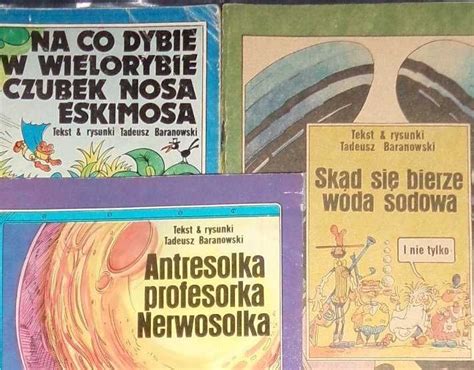 NA CO DYBIE
W WIELORYBIE
CZUBEK NOSA
ESKIMOSA
Tekst & rysunki Tadeusz Baranowski
Tekst & rysunki
Tadeusz Baranowski
Skąd się bierze
woda sodowa
I nie tylko
Tekst & rysunki
Tadeusz Baranowski
Antresolka
profesorka
Nerwosolka